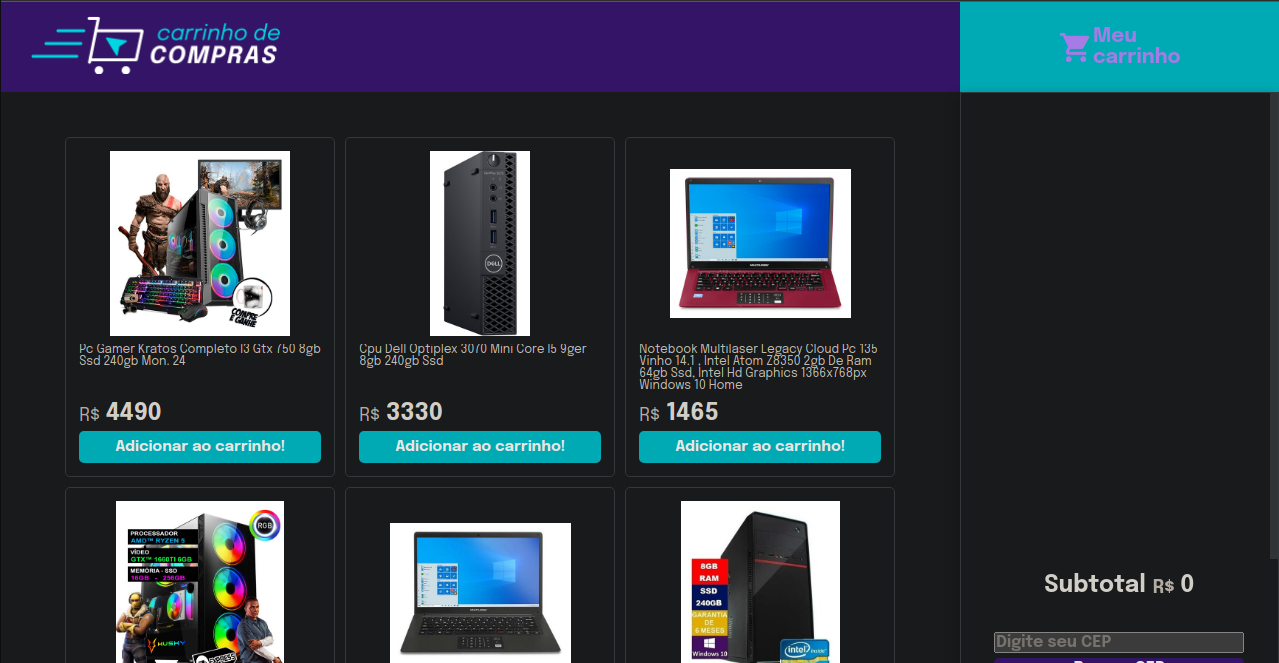 carrinho de
COMPRAS
Meu
carrinho
COMPRE
E GANHE
DELL
Pc Gamer Kratos Completo I3 Gtx 750 8gb
Ssd 240gb Mon. 24
R$ 4490
Adicionar ao carrinho!
Cpu Dell Optiplex 3070 Mini Core I5 9ger
8gb 240gb Ssd
R$ 3330
Adicionar ao carrinho!
Notebook Multilaser Legacy Cloud Pc 135
Vinho 14.1 , Intel Atom Z8350 2gb De Ram
64gb Ssd, Intel Hd Graphics 1366x768px
Windows 10 Home
R$ 1465
Adicionar ao carrinho!
RGB
PROCESSADOR
AMD™ RYZEN 5
VÍDEO
GTX™ 1660TI 6GB
MEMÓRIA - SSD
16GB - 256GB
HUSKY
8GB
RAM
SSD
240GB
GARANTIA
DE
6 MESES
Windows 10
intel inside
Subtotal R$ 0
Digite seu CEP